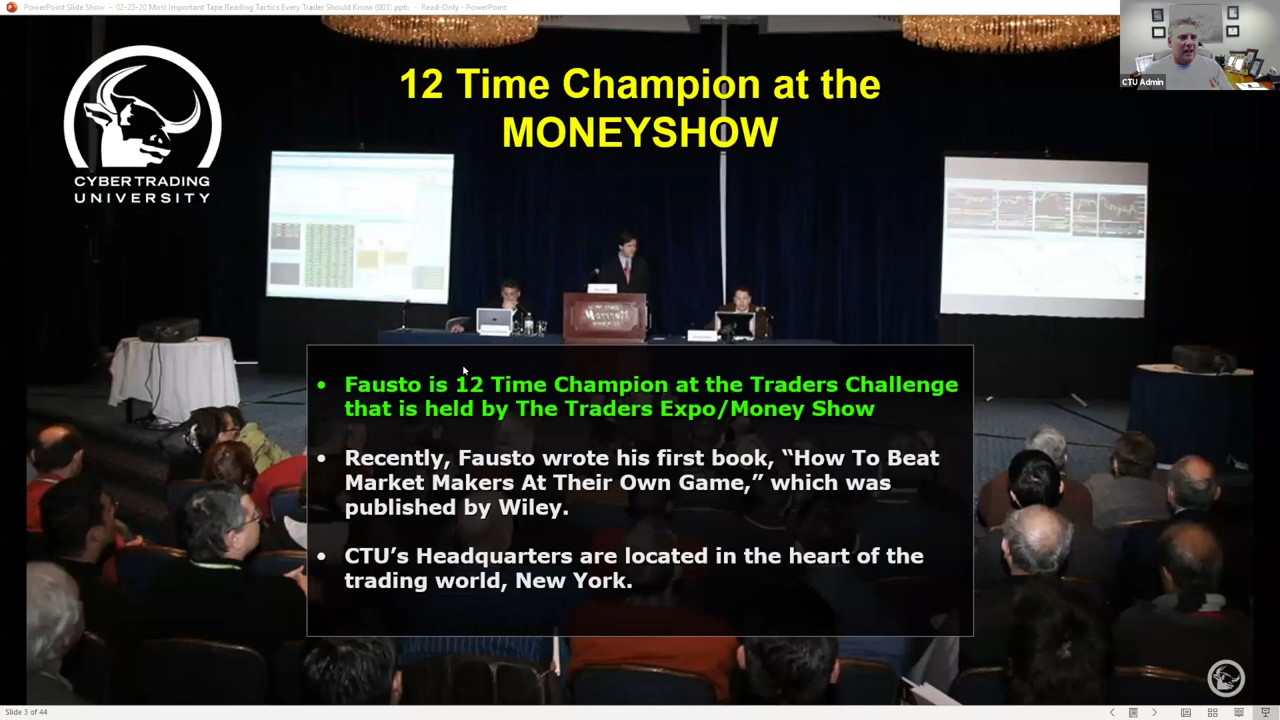 PowerPoint Slide Show - 02-25-20 Most Important Tape Reading Tactics Every Trader Should Know (003).pptx - Read-Only - PowerPoint
CTU Admin
12 Time Champion at the
MONEYSHOW
CYBER TRADING
UNIVERSITY
Marriott
• Fausto is 12 Time Champion at the Traders Challenge
that is held by The Traders Expo/Money Show
• Recently, Fausto wrote his first book, “How To Beat
Market Makers At Their Own Game,” which was
published by Wiley.
• CTU’s Headquarters are located in the heart of the
trading world, New York.
Slide 3 of 44